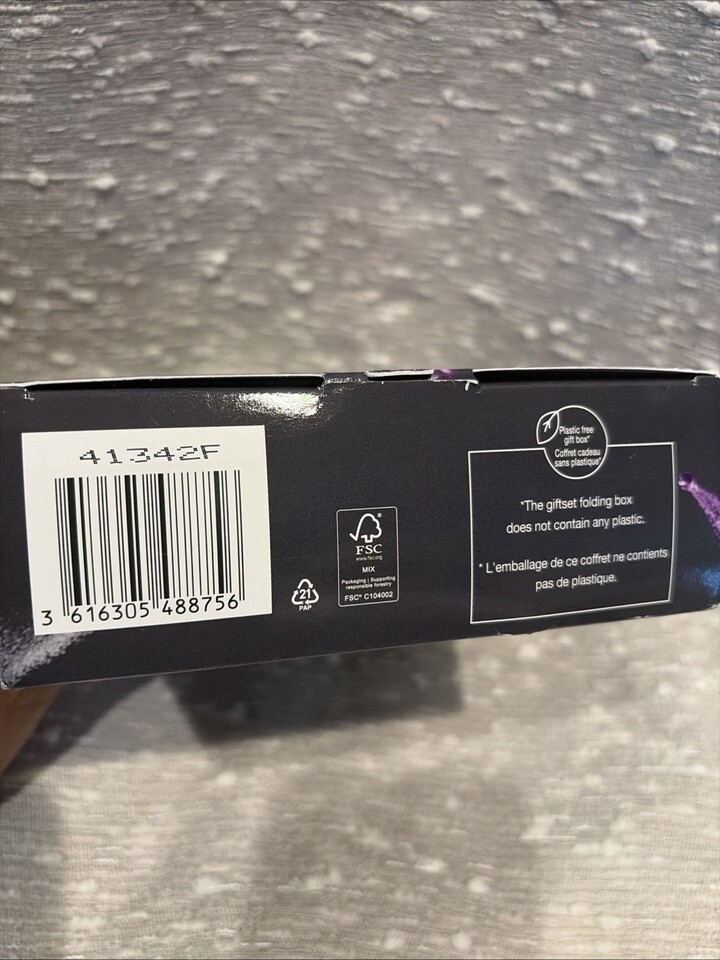 41342F
3 616305 488756
21
PAP
FSC®
www.fsc.org
MIX
Packaging | Supporting
responsible forestry
FSC® C104002
Plastic free
gift box*
Coffret cadeau
sans plastique*
*The giftset folding box
does not contain any plastic.
* L'emballage de ce coffret ne contients
pas de plastique.